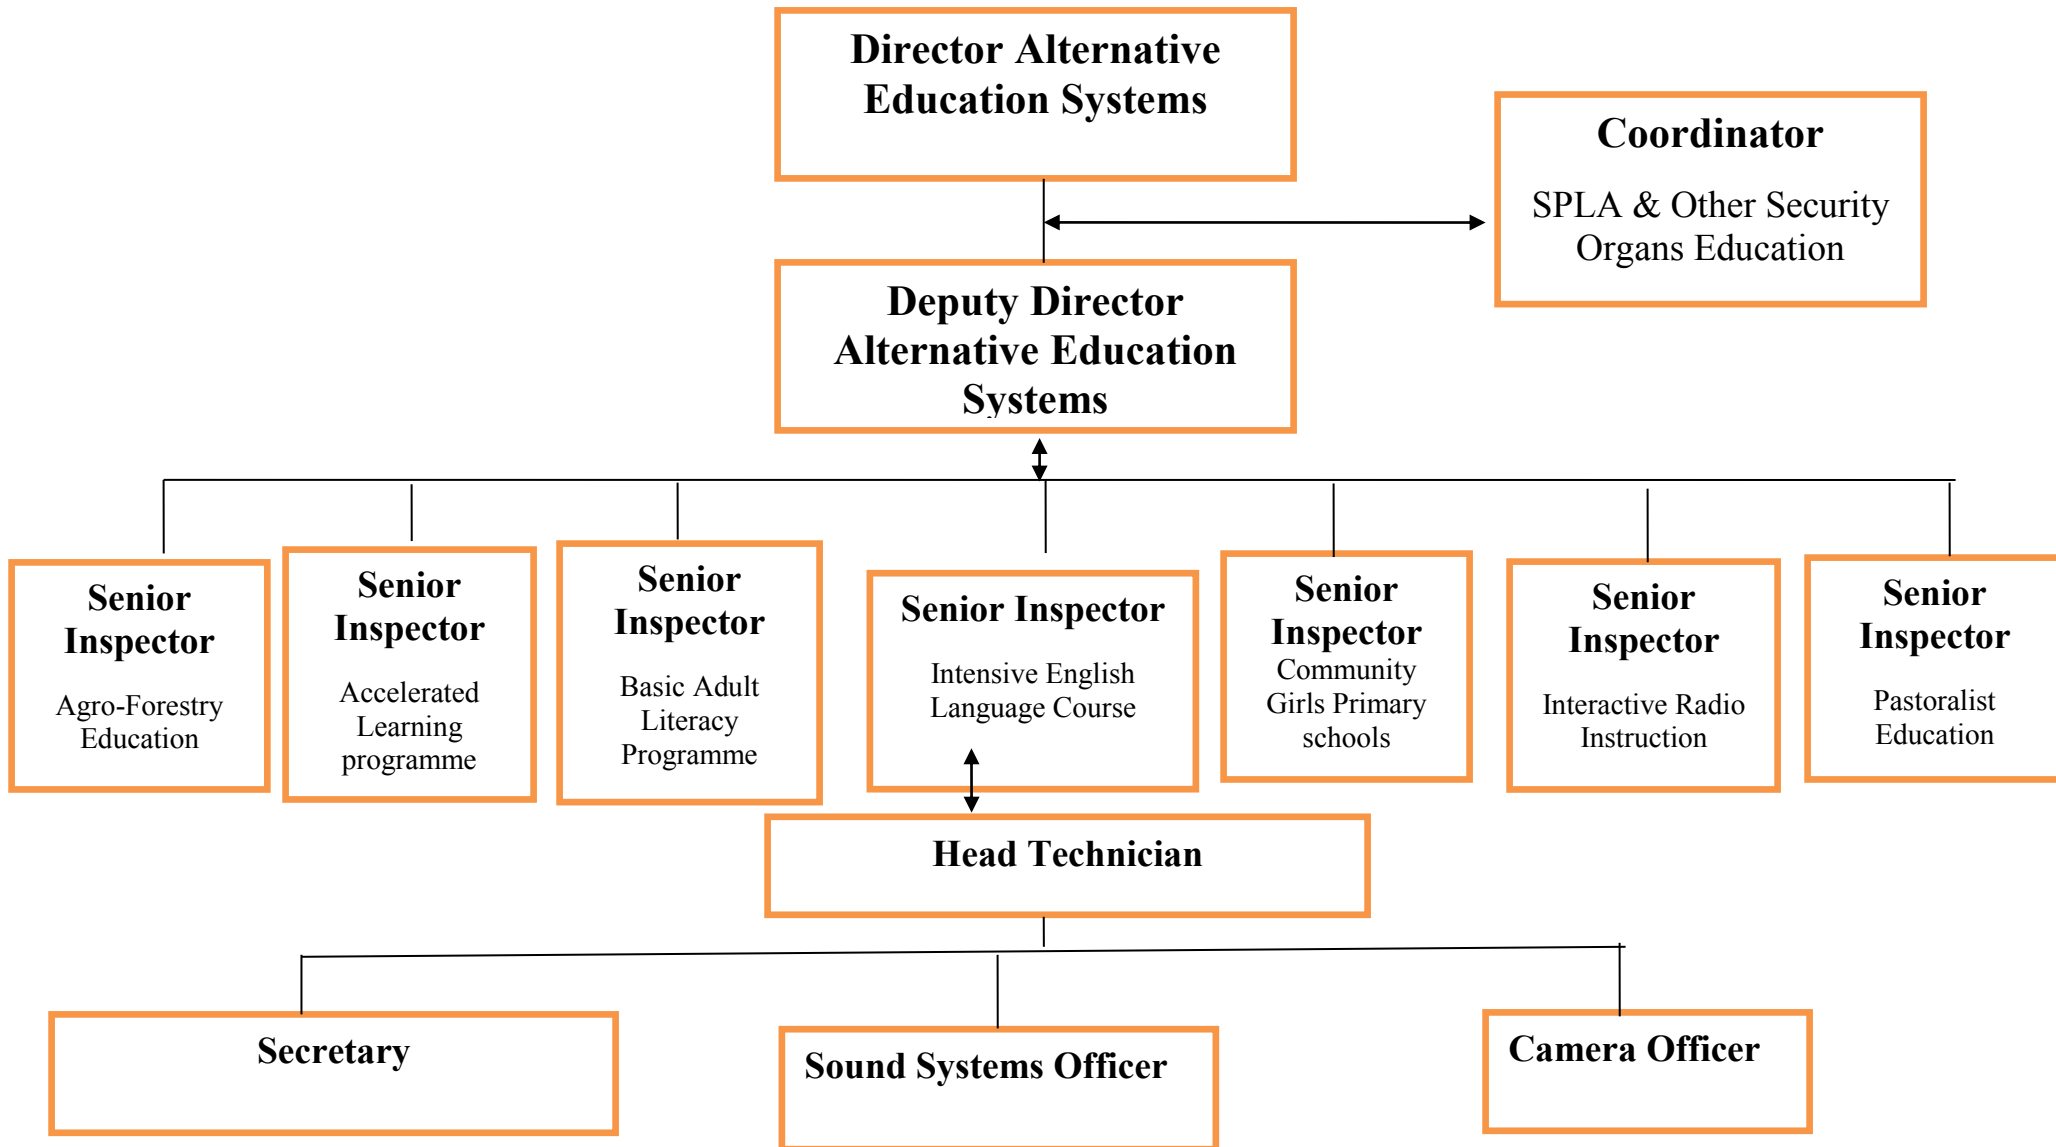 Director Alternative
Education Systems
Coordinator
SPLA & Other Security
Organs Education
Deputy Director
Alternative Education
Systems
Senior
Inspector
Agro-Forestry
Education
Senior
Inspector
Accelerated
Learning
programme
Senior
Inspector
Basic Adult
Literacy
Programme
Senior Inspector
Intensive English
Language Course
Senior
Inspector
Community
Girls Primary
schools
Senior
Inspector
Interactive Radio
Instruction
Senior
Inspector
Pastoralist
Education
Head Technician
Secretary
Sound Systems Officer
Camera Officer